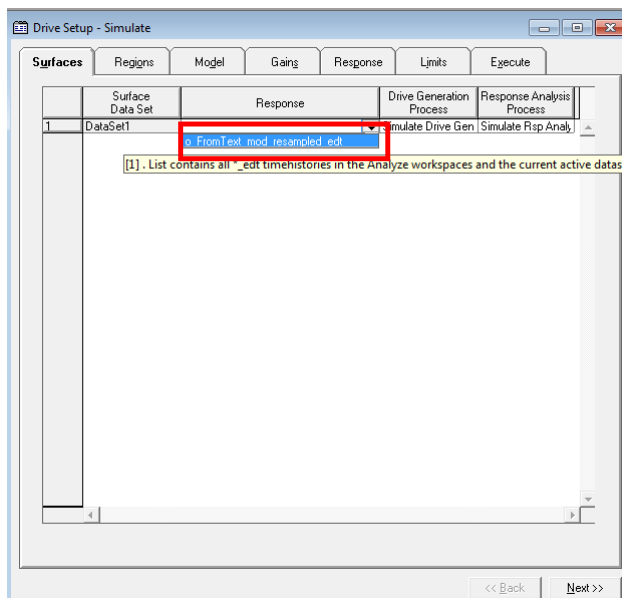 Drive Setup - Simulate
Surfaces Regions Model Gains Response Limits Execute
Surface Data Set
Response
Drive Generation Process
Response Analysis Process
1 DataSet1 Simulate Drive Gen Simulate Rsp Analy
o_FromText_mod_resampled_edt
[1] . List contains all *_edt timehistories in the Analyze workspaces and the current active datas
<< Back Next >>